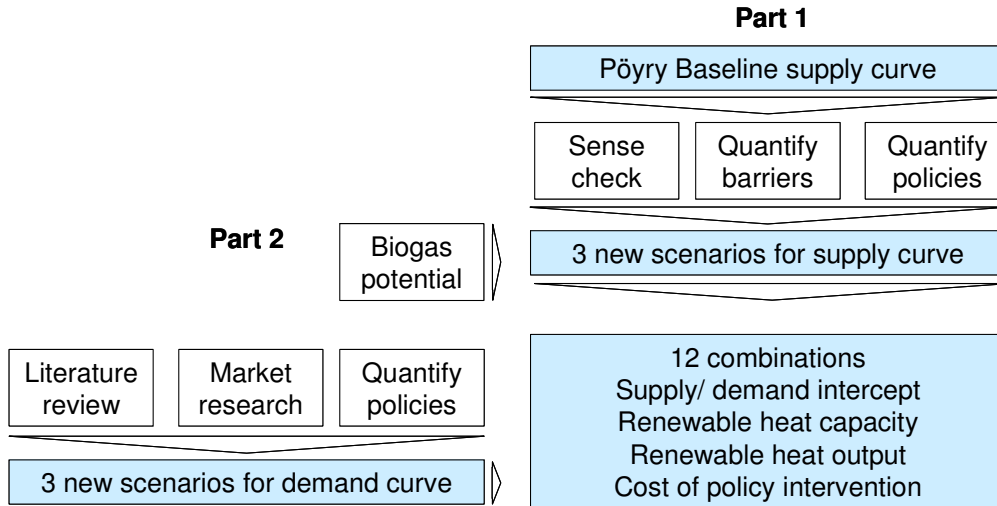 Part 1
Pöyry Baseline supply curve
Sense
check
Quantify
barriers
Quantify
policies
Part 2
Biogas
potential
3 new scenarios for supply curve
Literature
review
Market
research
Quantify
policies
3 new scenarios for demand curve
12 combinations
Supply/ demand intercept
Renewable heat capacity
Renewable heat output
Cost of policy intervention